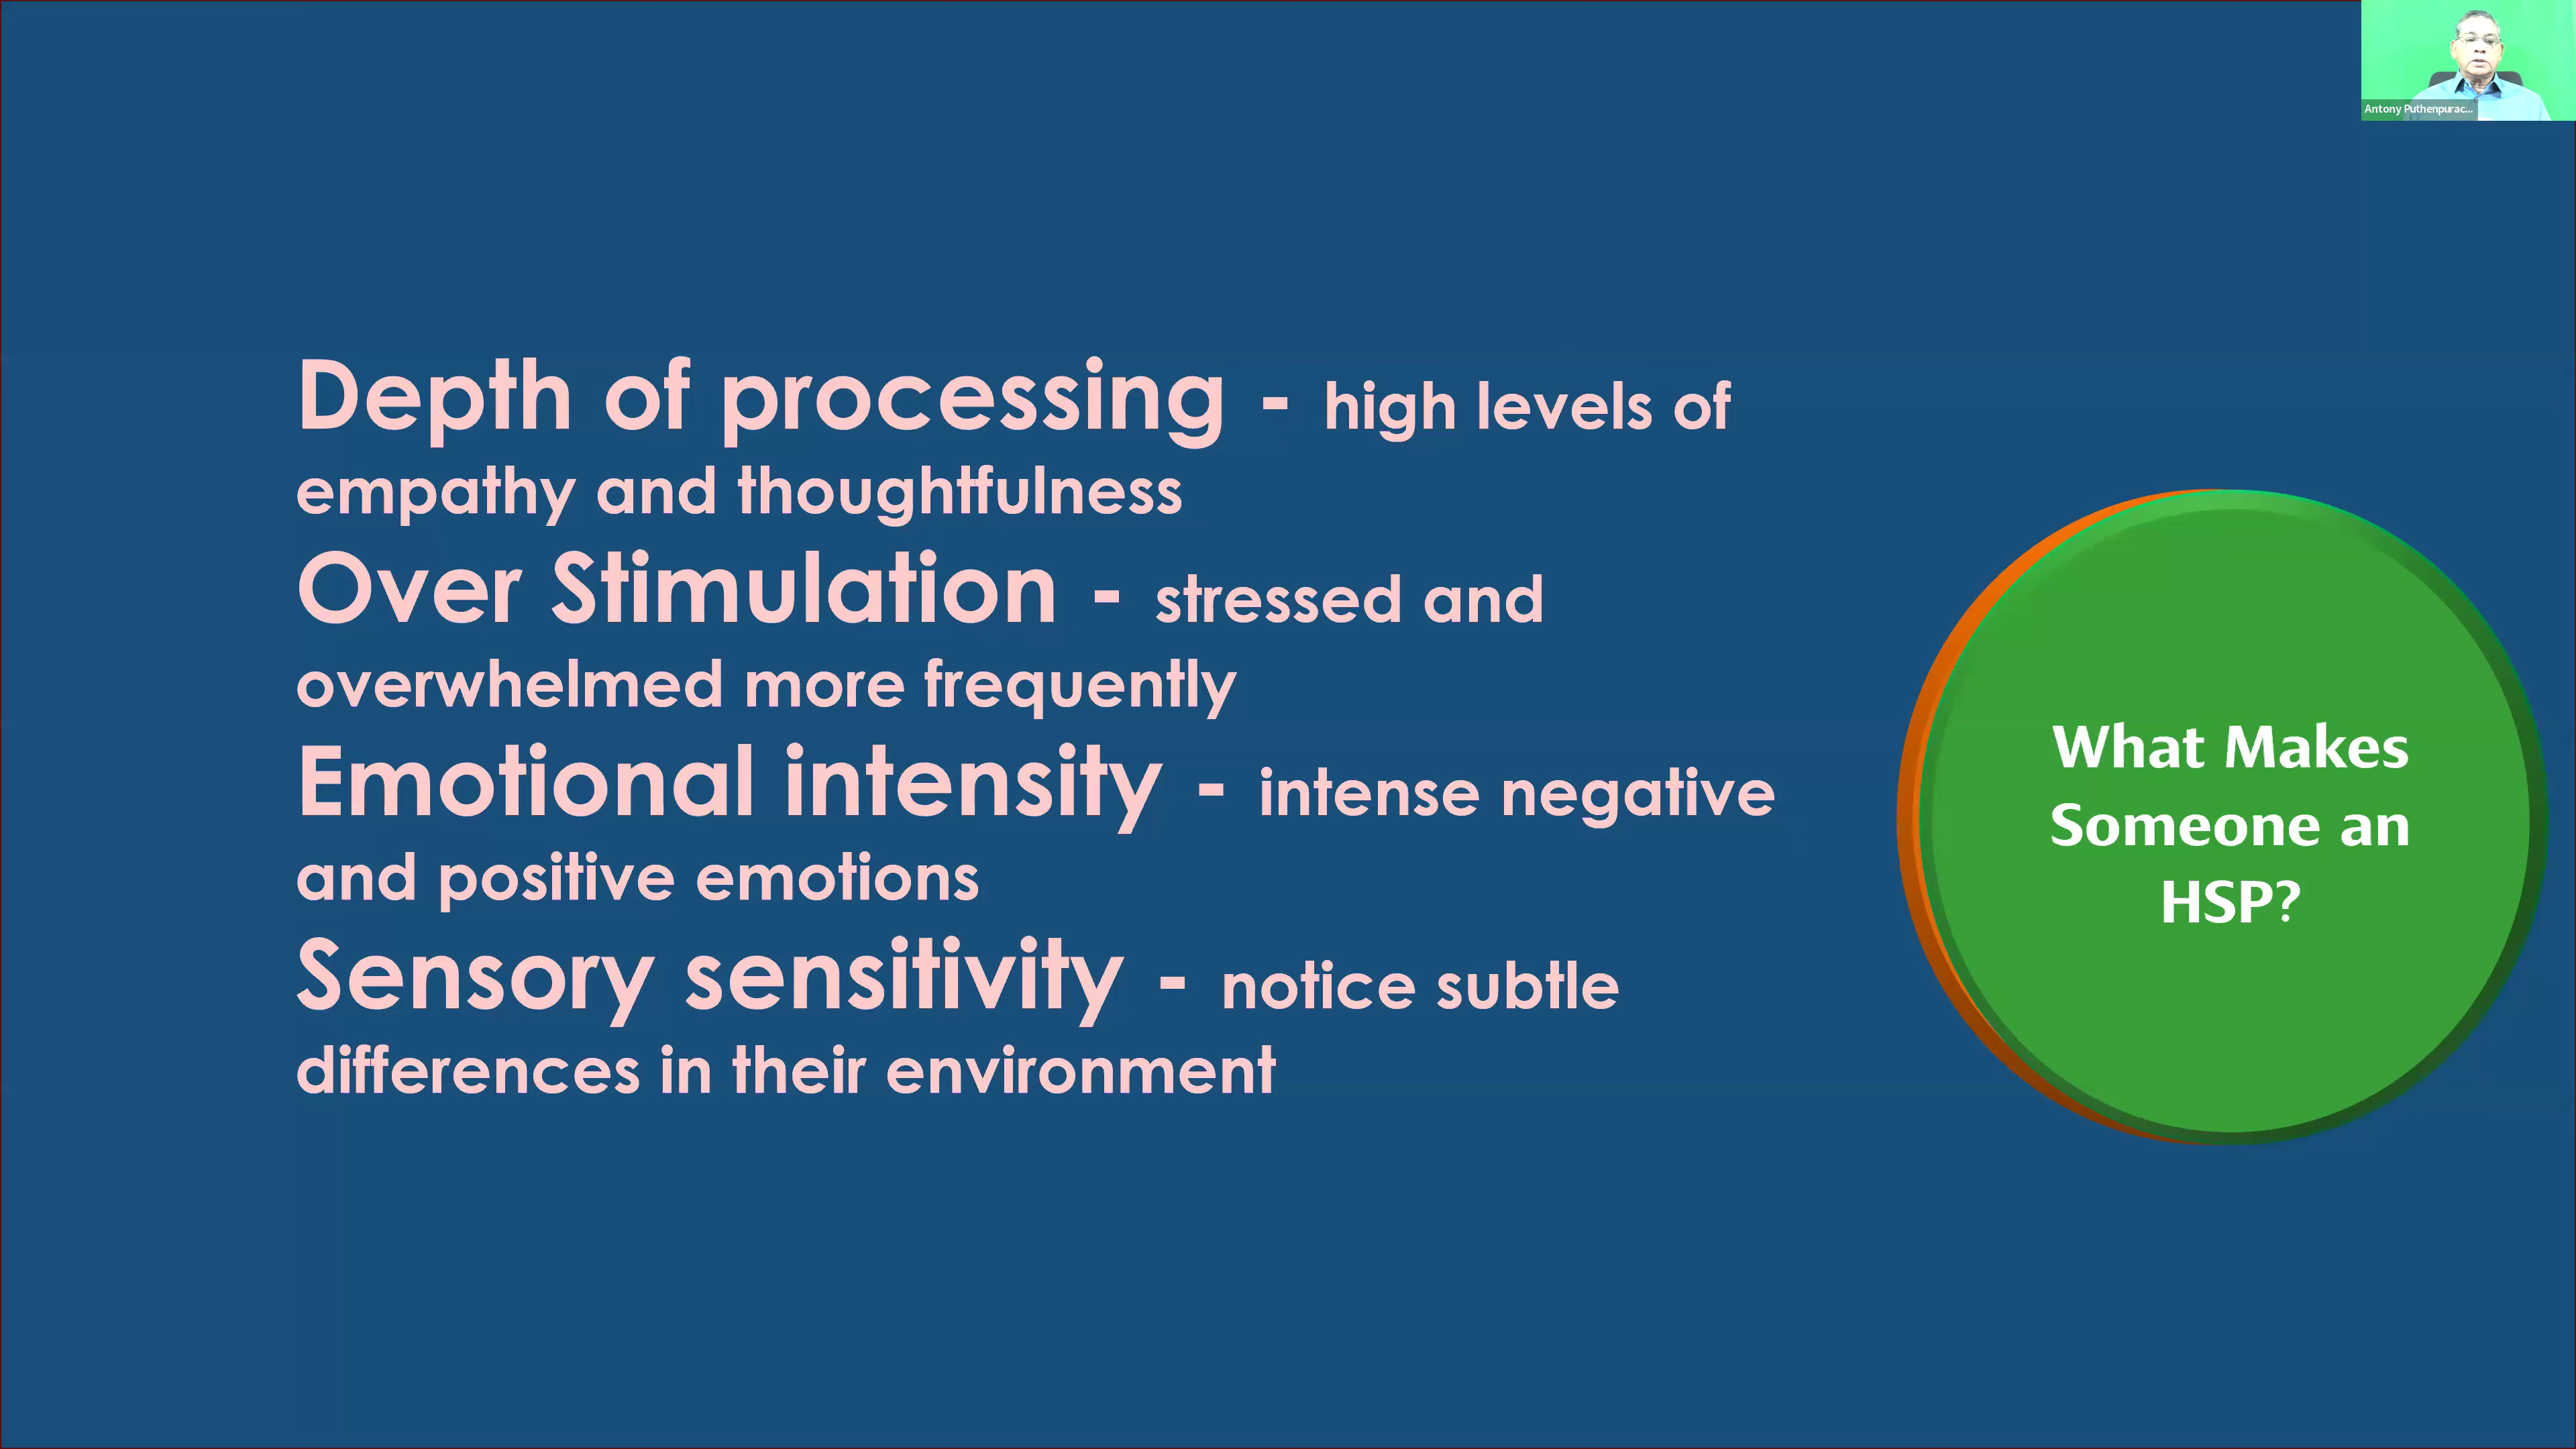 Depth of processing - high levels of
empathy and thoughtfulness
Over Stimulation - stressed and
overwhelmed more frequently
Emotional intensity - intense negative
and positive emotions
Sensory sensitivity - notice subtle
differences in their environment
What Makes
Someone an
HSP?
Antony Puthenpurac...